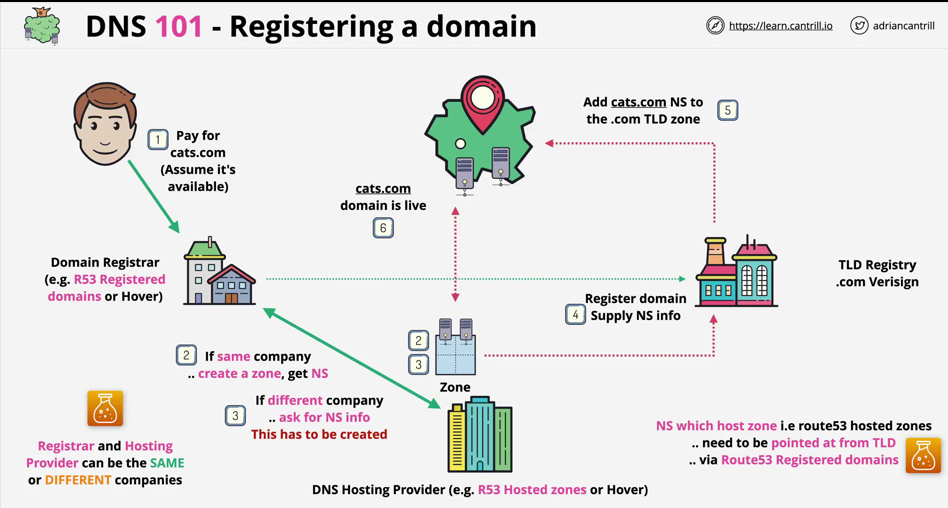 DNS 101 - Registering a domain
https://learn.cantrill.io
adriancantrill
1
Pay for
cats.com
(Assume it's
available)
Add cats.com NS to
the .com TLD zone
5
cats.com
domain is live
6
Domain Registrar
(e.g. R53 Registered
domains or Hover)
TLD Registry
.com Verisign
Register domain
4
Supply NS info
2
3
Zone
2
If same company
.. create a zone, get NS
3
If different company
.. ask for NS info
This has to be created
Registrar and Hosting
Provider can be the SAME
or DIFFERENT companies
NS which host zone i.e route53 hosted zones
.. need to be pointed at from TLD
.. via Route53 Registered domains
DNS Hosting Provider (e.g. R53 Hosted zones or Hover)